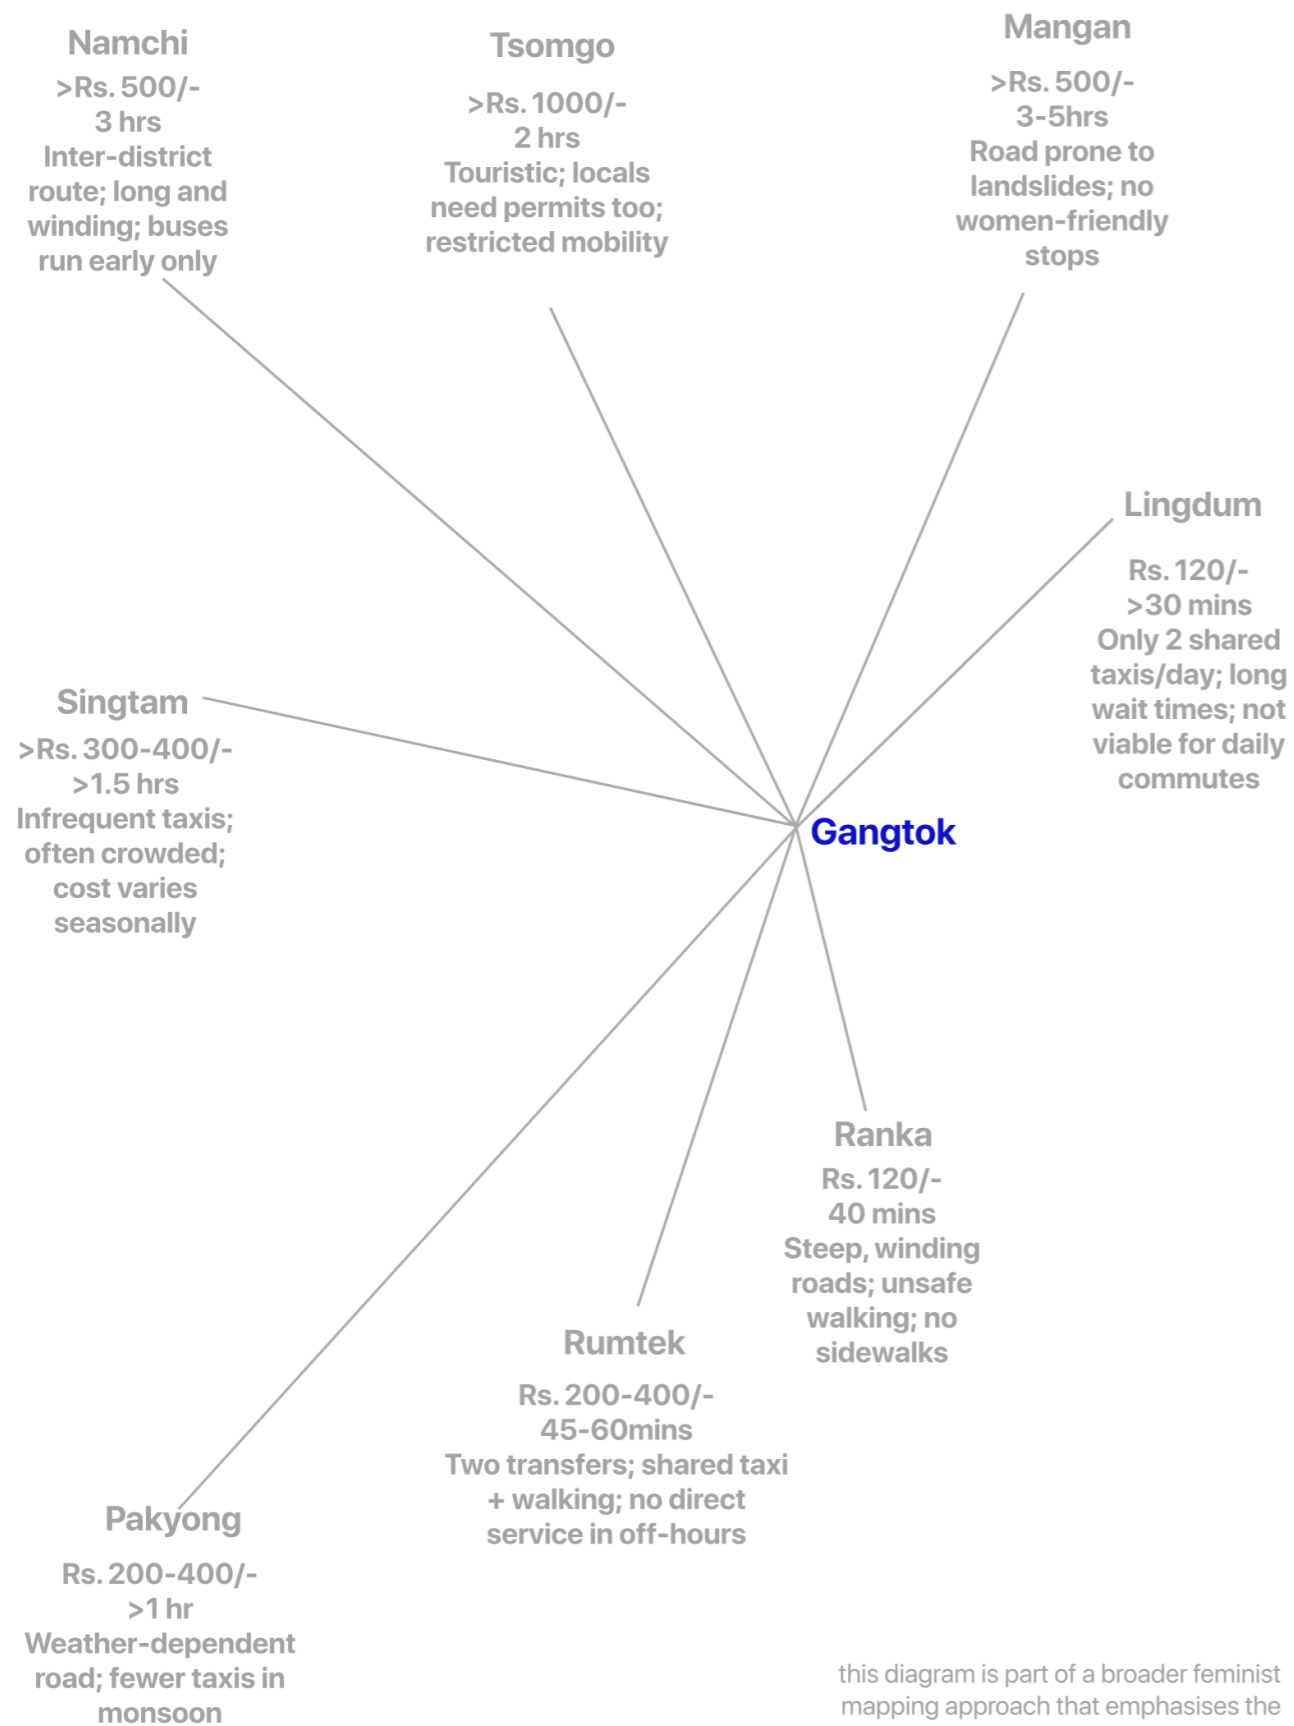 Namchi
>Rs. 500/-
3 hrs
Inter-district
route; long and
winding; buses
run early only
Tsomgo
>Rs. 1000/-
2 hrs
Touristic; locals
need permits too;
restricted mobility
Mangan
>Rs. 500/-
3-5hrs
Road prone to
landslides; no
women-friendly
stops
Lingdum
Rs. 120/-
>30 mins
Only 2 shared
taxis/day; long
wait times; not
viable for daily
commutes
Singtam
>Rs. 300-400/-
>1.5 hrs
Infrequent taxis;
often crowded;
cost varies
seasonally
Gangtok
Ranka
Rs. 120/-
40 mins
Steep, winding
roads; unsafe
walking; no
sidewalks
Rumtek
Rs. 200-400/-
45-60mins
Two transfers; shared taxi
+ walking; no direct
service in off-hours
Pakyong
Rs. 200-400/-
>1 hr
Weather-dependent
road; fewer taxis in
monsoon
this diagram is part of a broader feminist
mapping approach that emphasises the